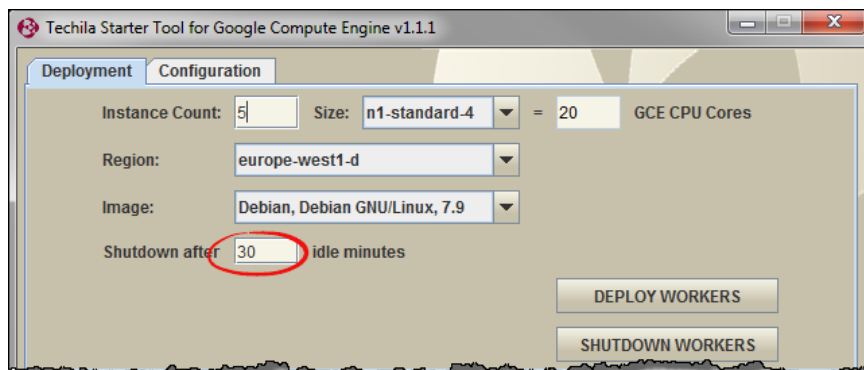 Techila Starter Tool for Google Compute Engine v1.1.1
Deployment Configuration
Instance Count: 5 Size: n1-standard-4 = 20 GCE CPU Cores
Region: europe-west1-d
Image: Debian, Debian GNU/Linux, 7.9
Shutdown after 30 idle minutes
DEPLOY WORKERS
SHUTDOWN WORKERS